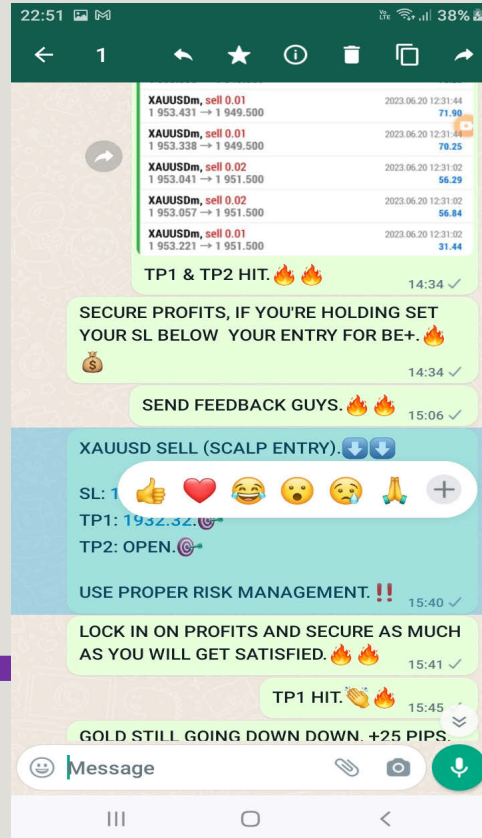 22:51
38%
1
XAUUSDm, sell 0.01
2023.06.20 12:31:44
1 953.431 → 1 949.500
71.90
XAUUSDm, sell 0.01
2023.06.20 12:31:44
1 953.338 → 1 949.500
70.25
XAUUSDm, sell 0.02
2023.06.20 12:31:02
1 953.041 → 1 951.500
56.29
XAUUSDm, sell 0.02
2023.06.20 12:31:02
1 953.057 → 1 951.500
56.84
XAUUSDm, sell 0.01
2023.06.20 12:31:02
1 953.221 → 1 951.500
31.44
TP1 & TP2 HIT.🔥🔥
14:34
SECURE PROFITS, IF YOU'RE HOLDING SET
YOUR SL BELOW YOUR ENTRY FOR BE+.🔥
💰
14:34
SEND FEEDBACK GUYS.🔥🔥
15:06
XAUUSD SELL (SCALP ENTRY).⬇️⬇️
SL:
TP1: 1932.32.🎯
TP2: OPEN.🎯
USE PROPER RISK MANAGEMENT.‼️
15:40
LOCK IN ON PROFITS AND SECURE AS MUCH
AS YOU WILL GET SATISFIED.🔥🔥
15:41
TP1 HIT.👏🔥
15:45
GOLD STILL GOING DOWN DOWN. +25 PIPS.
Message